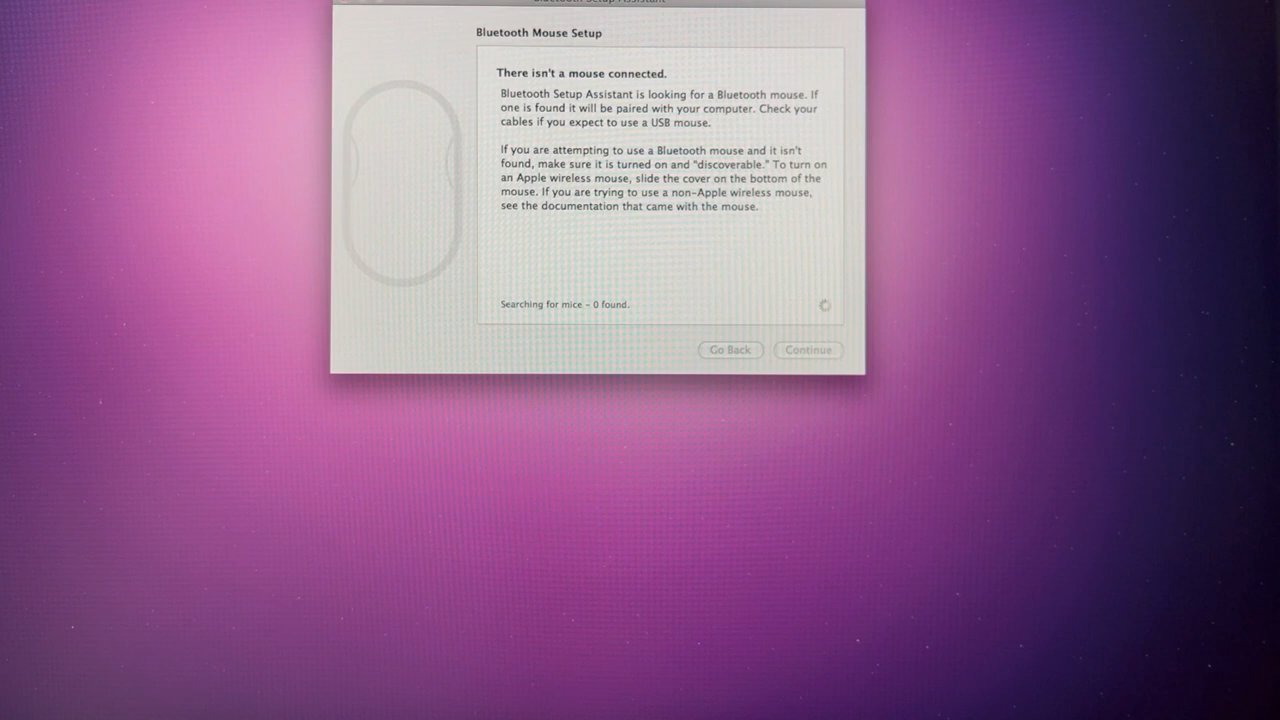 Bluetooth Setup Assistant
Bluetooth Mouse Setup
There isn't a mouse connected.
Bluetooth Setup Assistant is looking for a Bluetooth mouse. If
one is found it will be paired with your computer. Check your
cables if you expect to use a USB mouse.
If you are attempting to use a Bluetooth mouse and it isn't
found, make sure it is turned on and "discoverable." To turn on
an Apple wireless mouse, slide the cover on the bottom of the
mouse. If you are trying to use a non-Apple wireless mouse,
see the documentation that came with the mouse.
Searching for mice - 0 found.
Go Back
Continue